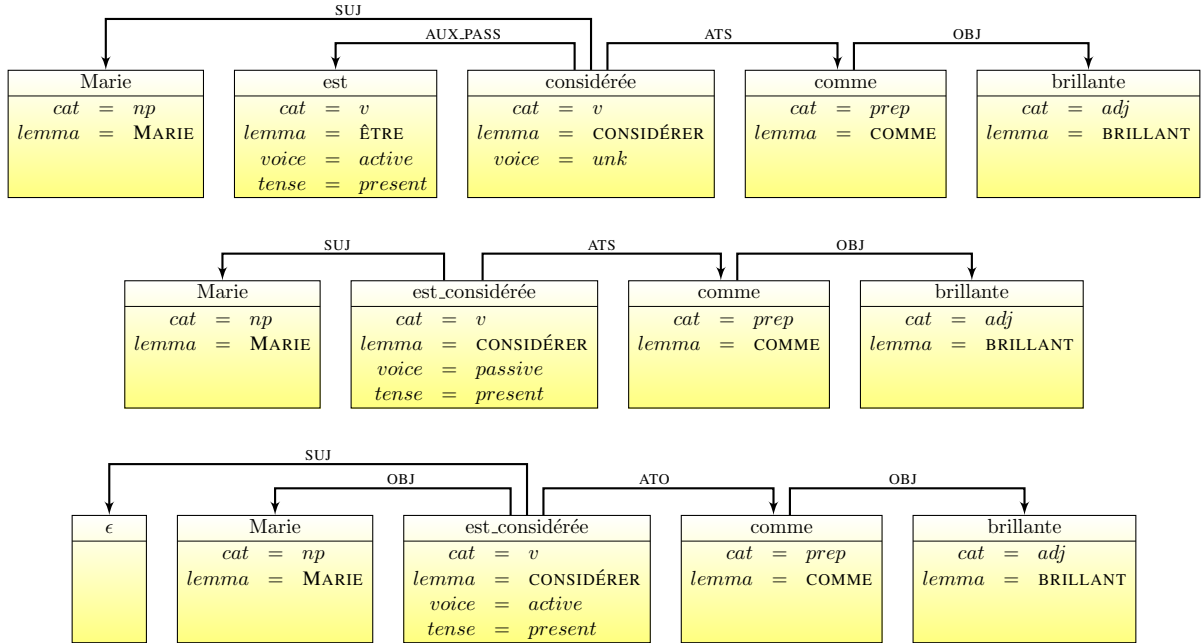 SUJ
AUX_PASS ATS OBJ
Marie est considérée comme brillante
cat = np cat = v cat = v cat = prep cat = adj
lemma = MARIE lemma = ÊTRE lemma = CONSIDÉRER lemma = COMME lemma = BRILLANT
voice = active voice = unk
tense = present
SUJ ATS OBJ
Marie est_considérée comme brillante
cat = np cat = v cat = prep cat = adj
lemma = MARIE lemma = CONSIDÉRER lemma = COMME lemma = BRILLANT
voice = passive
tense = present
SUJ
OBJ ATO OBJ
ϵ Marie est_considérée comme brillante
cat = np cat = v cat = prep cat = adj
lemma = MARIE lemma = CONSIDÉRER lemma = COMME lemma = BRILLANT
voice = active
tense = present